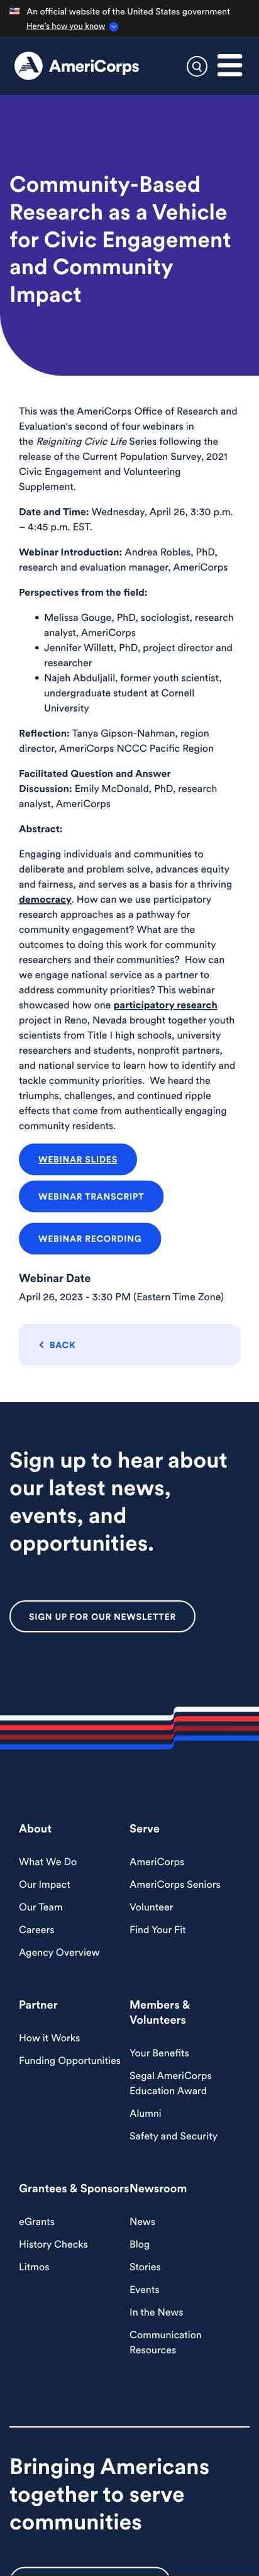 An official website of the United States government
Here's how you know
AmeriCorps
Community-Based
Research as a Vehicle
for Civic Engagement
and Community
Impact
This was the AmeriCorps Office of Research and
Evaluation's second of four webinars in
the Reigniting Civic Life Series following the
release of the Current Population Survey, 2021
Civic Engagement and Volunteering
Supplement.
Date and Time: Wednesday, April 26, 3:30 p.m.
– 4:45 p.m. EST.
Webinar Introduction: Andrea Robles, PhD,
research and evaluation manager, AmeriCorps
Perspectives from the field:
• Melissa Gouge, PhD, sociologist, research
analyst, AmeriCorps
• Jennifer Willett, PhD, project director and
researcher
• Najeh Abduljalil, former youth scientist,
undergraduate student at Cornell
University
Reflection: Tanya Gipson-Nahman, region
director, AmeriCorps NCCC Pacific Region
Facilitated Question and Answer
Discussion: Emily McDonald, PhD, research
analyst, AmeriCorps
Abstract:
Engaging individuals and communities to
deliberate and problem solve, advances equity
and fairness, and serves as a basis for a thriving
democracy. How can we use participatory
research approaches as a pathway for
community engagement? What are the
outcomes to doing this work for community
researchers and their communities?  How can
we engage national service as a partner to
address community priorities? This webinar
showcased how one participatory research
project in Reno, Nevada brought together youth
scientists from Title I high schools, university
researchers and students, nonprofit partners,
and national service to learn how to identify and
tackle community priorities.  We heard the
triumphs, challenges, and continued ripple
effects that come from authentically engaging
community residents.
WEBINAR SLIDES
WEBINAR TRANSCRIPT
WEBINAR RECORDING
Webinar Date
April 26, 2023 - 3:30 PM (Eastern Time Zone)
BACK
Sign up to hear about
our latest news,
events, and
opportunities.
SIGN UP FOR OUR NEWSLETTER
About
What We Do
Our Impact
Our Team
Careers
Agency Overview
Serve
AmeriCorps
AmeriCorps Seniors
Volunteer
Find Your Fit
Partner
How it Works
Funding Opportunities
Members &
Volunteers
Your Benefits
Segal AmeriCorps
Education Award
Alumni
Safety and Security
Grantees & Sponsors
eGrants
History Checks
Litmos
Newsroom
News
Blog
Stories
Events
In the News
Communication
Resources
Bringing Americans
together to serve
communities